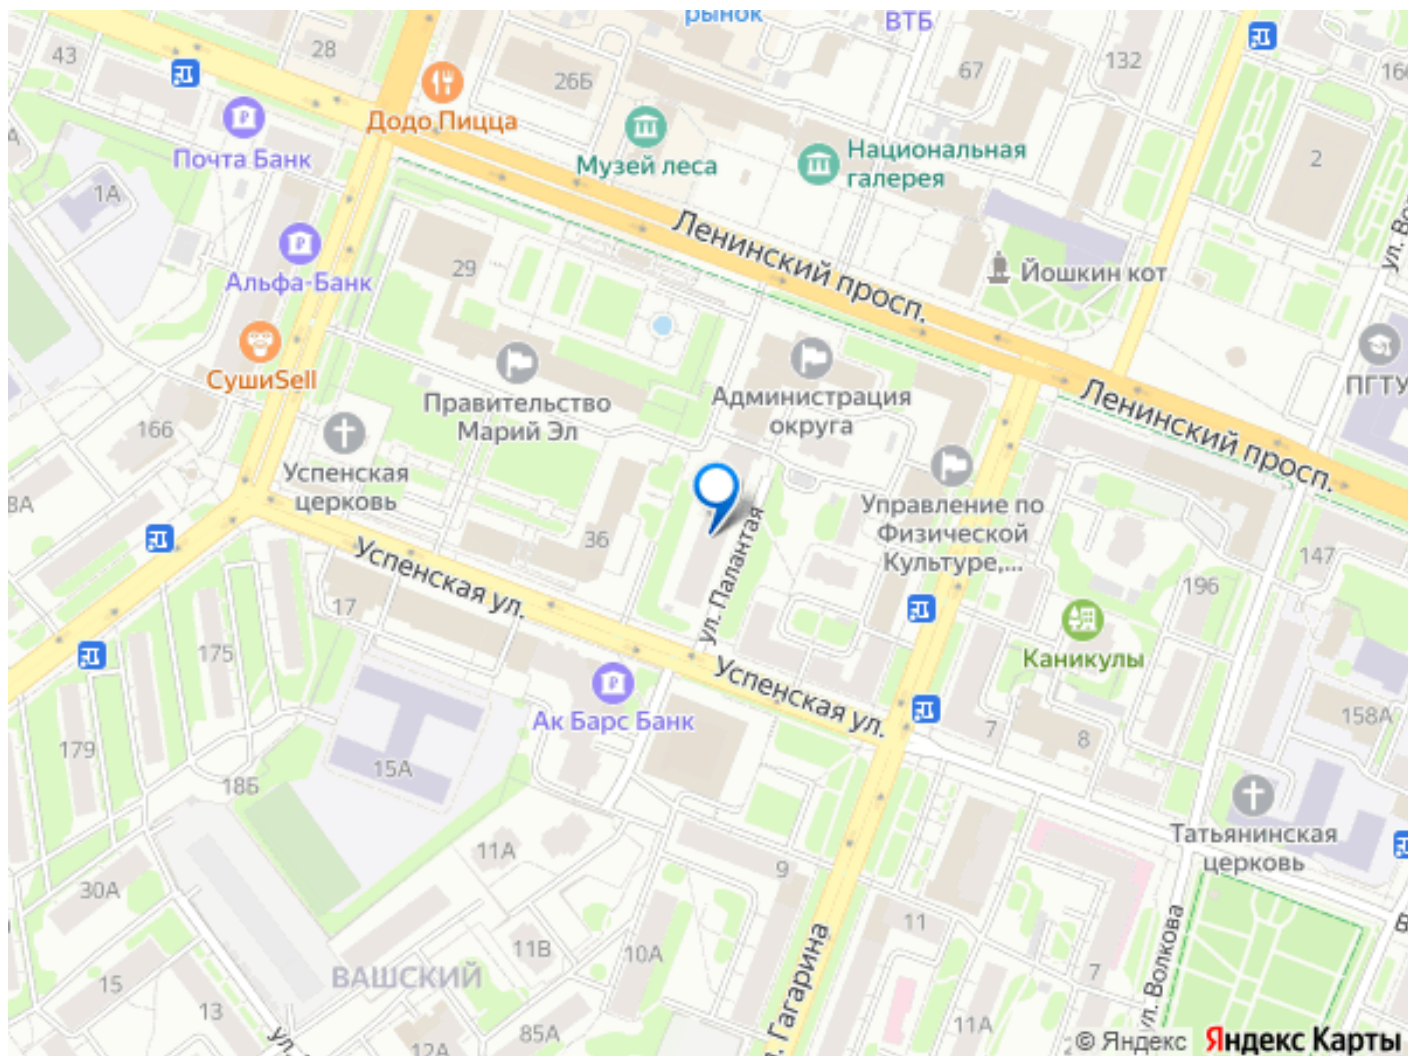 рынок
ВТБ
43
28
26Б
67
132
Додо Пицца
Почта Банк
Музей леса
Национальная
галерея
2
1А
Ленинский просп.
Альфа-Банк
29
Йошкин кот
СушиSell
Правительство
Марий Эл
Администрация
округа
ПГТУ
Ленинский просп.
166
Успенская
церковь
Управление по
Физической
Культуре,...
36
ул. Палантая
147
196
Успенская ул.
17
Каникулы
175
Успенская ул.
Ак Барс Банк
179
15А
7
8
158А
18Б
Татьянинская
церковь
11А
9
30А
11
11В
10А
ВАШСКИЙ
Гагарина
ул. Волкова
7
15
13
85А
11А
12А
© Яндекс Яндекс Карты